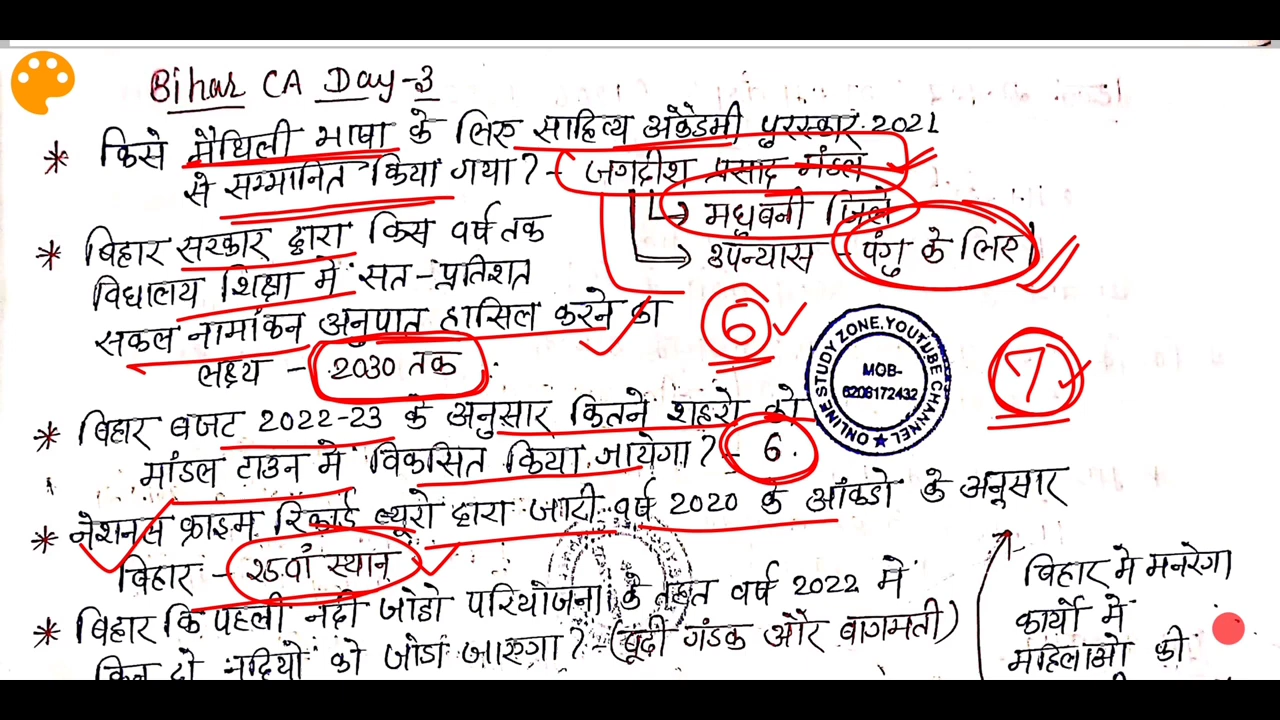 Bihar CA Day-3
* किसे मैथिली भाषा के लिए साहित्य अकेडमी पुरस्कार-2021
से सम्मानित किया गया? - जगदीश प्रसाद मंडल
मधुबनी जिले
उपन्यास - पंगु के लिए
* बिहार सरकार द्वारा किस वर्ष तक
विद्यालय शिक्षा में सत-प्रतिशत
सकल नामांकन अनुपात हासिल करने का
लक्ष्य - 2030 तक
6
7
ONLINE STUDY ZONE.YOUTUBE CHANNEL
MOB-
6206172432
* बिहार बजट 2022-23 के अनुसार कितने शहरो को
मांडल टाउन में विकसित किया जायेगा? - 6
* नेशनल क्राइम रिकार्ड ब्यूरो द्वारा जारी वर्ष 2020 के आंकडो के अनुसार
बिहार - 25वां स्थान
* बिहार कि पहली नदी जोडो परियोजना के तहत वर्ष 2022 में
किन दो नदियों को जोडा जाएगा? - (बूढी गंडक और बागमती)
बिहार मे मनरेगा
कार्यो में
महिलाओ की